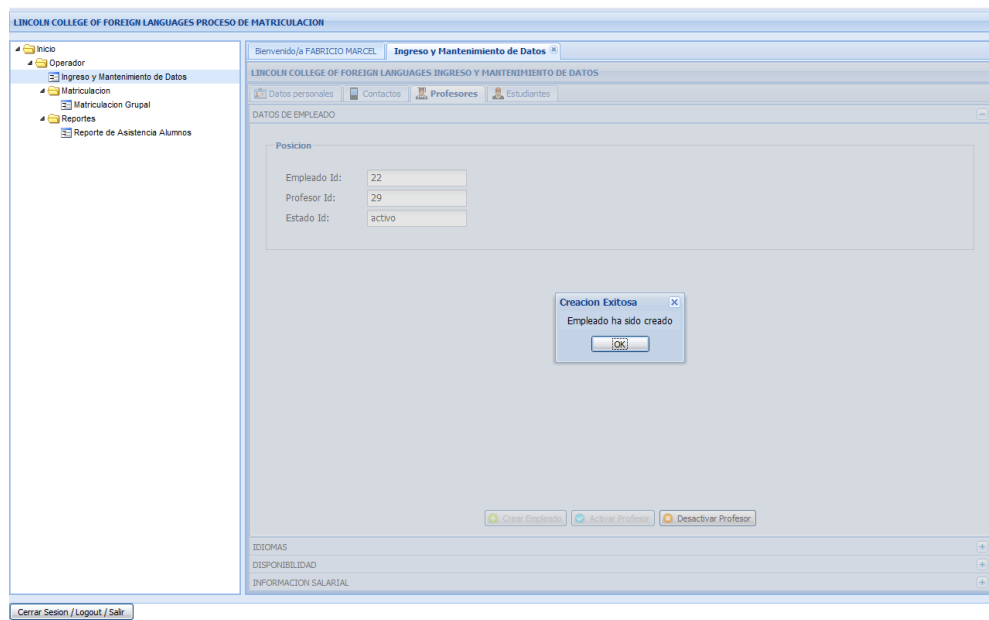 LINCOLN COLLEGE OF FOREIGN LANGUAGES PROCESO DE MATRICULACION
Inicio
Operador
Ingreso y Mantenimiento de Datos
Matriculacion
Matriculacion Grupal
Reportes
Reporte de Asistencia Alumnos
Bienvenido/a FABRICIO MARCEL Ingreso y Mantenimiento de Datos
LINCOLN COLLEGE OF FOREIGN LANGUAGES INGRESO Y MANTENIMIENTO DE DATOS
Datos personales Contactos Profesores Estudiantes
DATOS DE EMPLEADO
Posicion
Empleado Id: 22
Profesor Id: 29
Estado Id: activo
Creacion Exitosa
Empleado ha sido creado
OK
Crear Empleado Activar Profesor Desactivar Profesor
IDIOMAS
DISPONIBILIDAD
INFORMACION SALARIAL
Cerrar Sesion / Logout / Salir